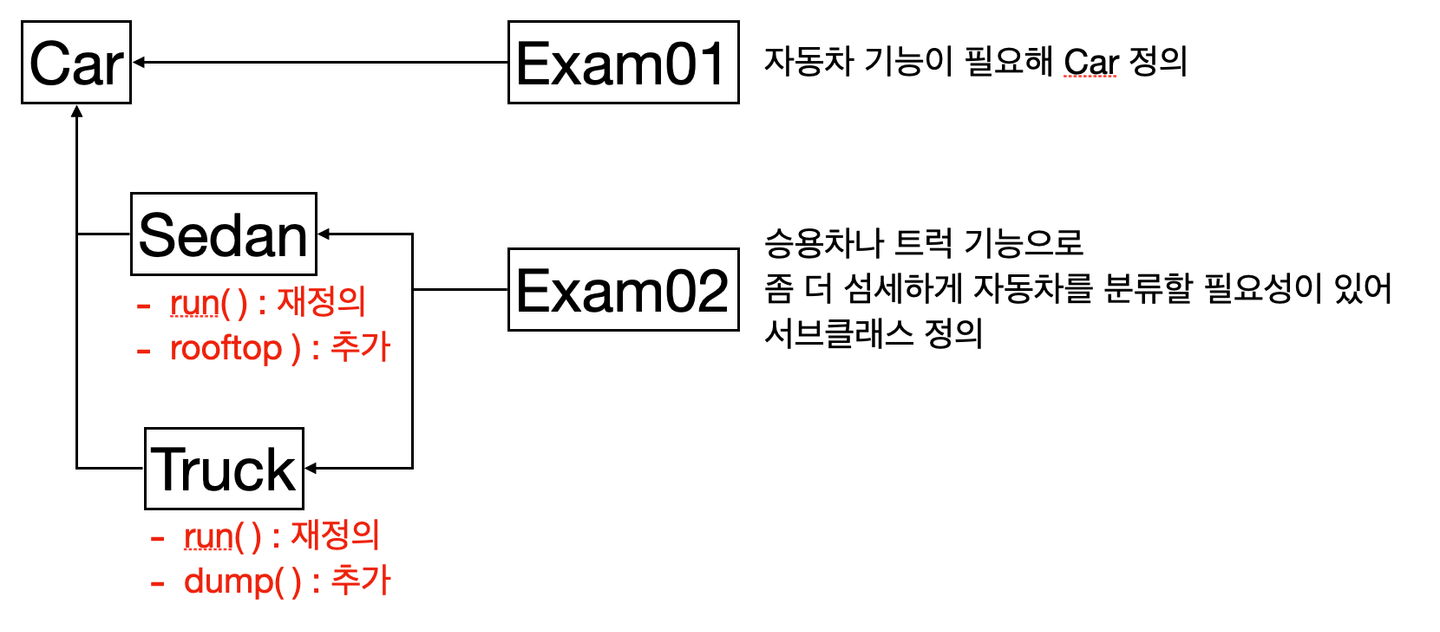 Car
Exam01
자동차 기능이 필요해 Car 정의
Sedan
- run( ) : 재정의
- rooftop ) : 추가
Exam02
승용차나 트럭 기능으로
좀 더 섬세하게 자동차를 분류할 필요성이 있어
서브클래스 정의
Truck
- run( ) : 재정의
- dump( ) : 추가